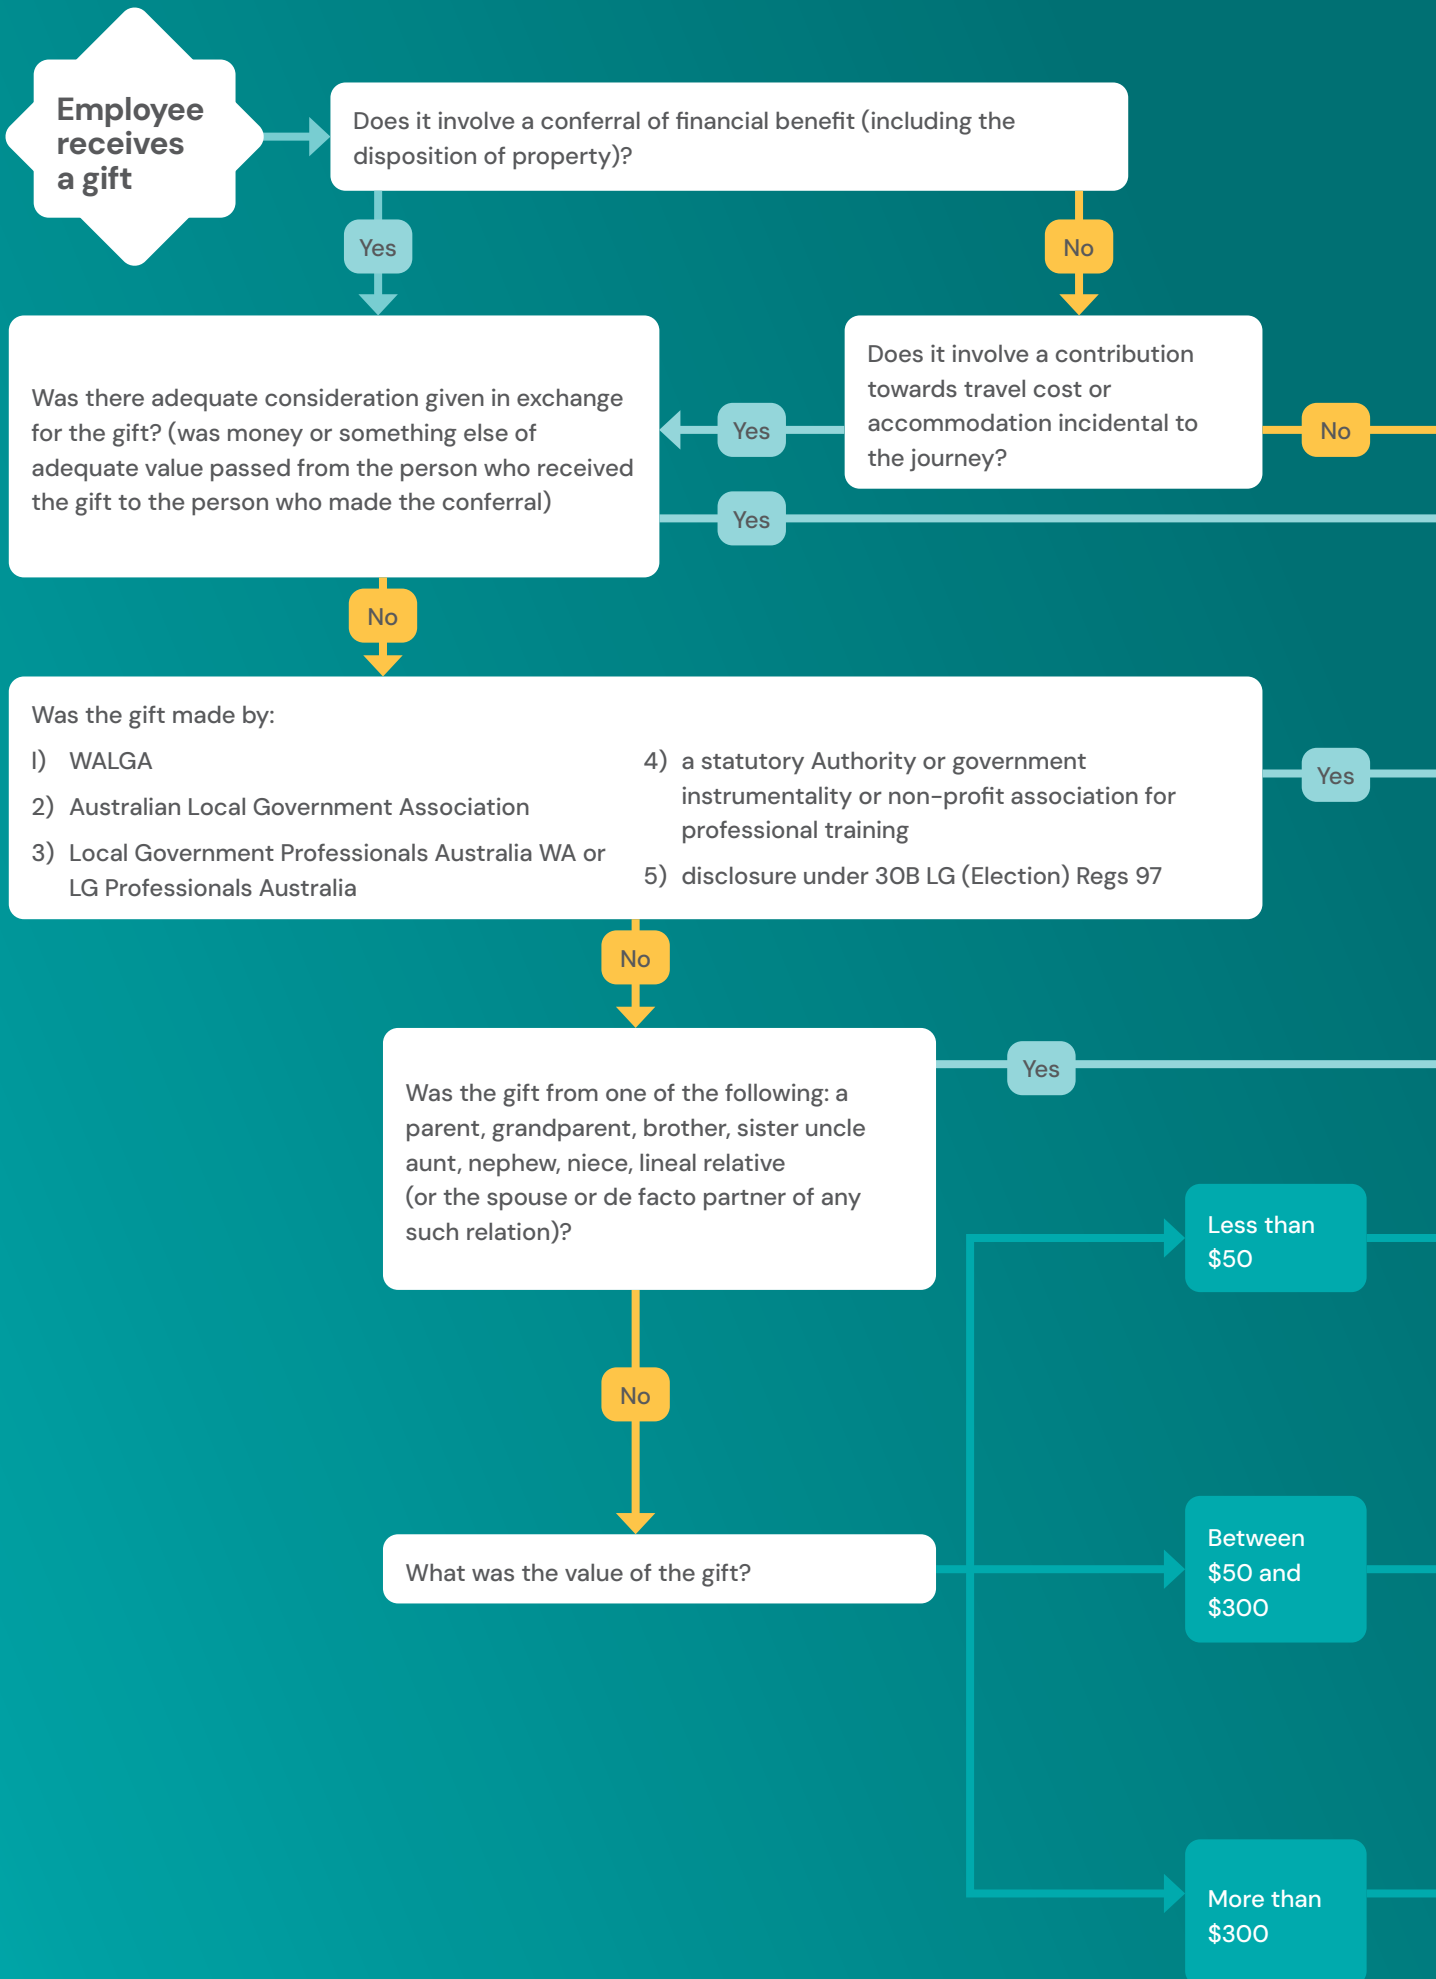 Employee
receives
a gift
Does it involve a conferral of financial benefit (including the
disposition of property)?
Yes
No
Was there adequate consideration given in exchange
for the gift? (was money or something else of
adequate value passed from the person who received
the gift to the person who made the conferral)
Yes
Does it involve a contribution
towards travel cost or
accommodation incidental to
the journey?
No
Yes
No
Was the gift made by:
1) WALGA
2) Australian Local Government Association
3) Local Government Professionals Australia WA or
LG Professionals Australia
4) a statutory Authority or government
instrumentality or non-profit association for
professional training
5) disclosure under 30B LG (Election) Regs 97
Yes
No
Was the gift from one of the following: a
parent, grandparent, brother, sister uncle
aunt, nephew, niece, lineal relative
(or the spouse or de facto partner of any
such relation)?
Yes
Less than
$50
No
What was the value of the gift?
Between
$50 and
$300
More than
$300